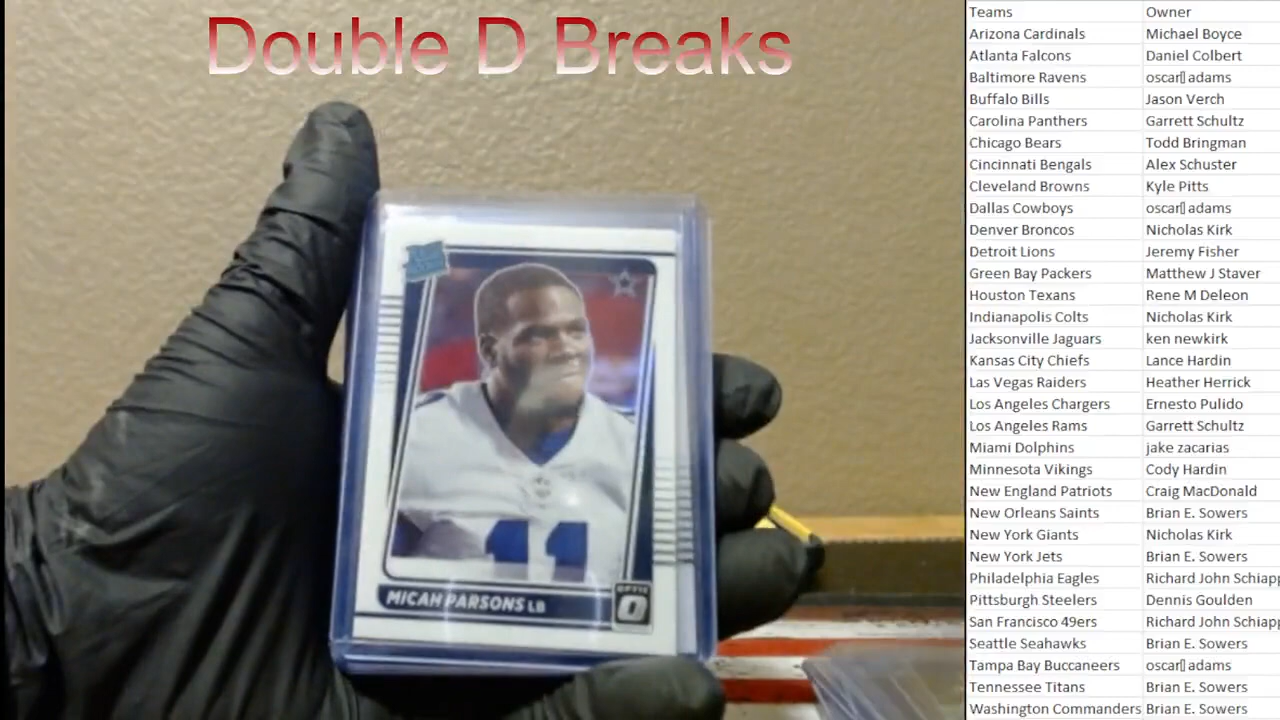 Double D Breaks
MICAH PARSONS LB
OPTIC
11
Teams Owner
Arizona Cardinals Michael Boyce
Atlanta Falcons Daniel Colbert
Baltimore Ravens oscar▯ adams
Buffalo Bills Jason Verch
Carolina Panthers Garrett Schultz
Chicago Bears Todd Bringman
Cincinnati Bengals Alex Schuster
Cleveland Browns Kyle Pitts
Dallas Cowboys oscar▯ adams
Denver Broncos Nicholas Kirk
Detroit Lions Jeremy Fisher
Green Bay Packers Matthew J Staver
Houston Texans Rene M Deleon
Indianapolis Colts Nicholas Kirk
Jacksonville Jaguars ken newkirk
Kansas City Chiefs Lance Hardin
Las Vegas Raiders Heather Herrick
Los Angeles Chargers Ernesto Pulido
Los Angeles Rams Garrett Schultz
Miami Dolphins jake zacarias
Minnesota Vikings Cody Hardin
New England Patriots Craig MacDonald
New Orleans Saints Brian E. Sowers
New York Giants Nicholas Kirk
New York Jets Brian E. Sowers
Philadelphia Eagles Richard John Schiapp
Pittsburgh Steelers Dennis Goulden
San Francisco 49ers Richard John Schiapp
Seattle Seahawks Brian E. Sowers
Tampa Bay Buccaneers oscar▯ adams
Tennessee Titans Brian E. Sowers
Washington Commanders Brian E. Sowers